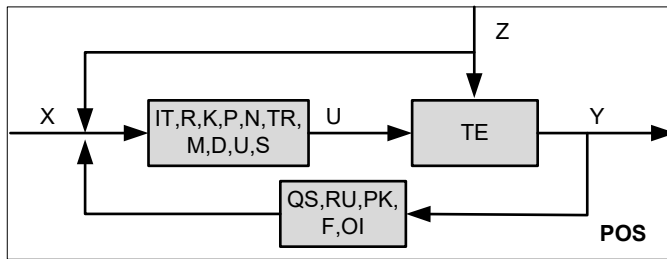 Z
X
IT,R,K,P,N,TR,
M,D,U,S
U
TE
Y
QS,RU,PK,
F,OI
POS